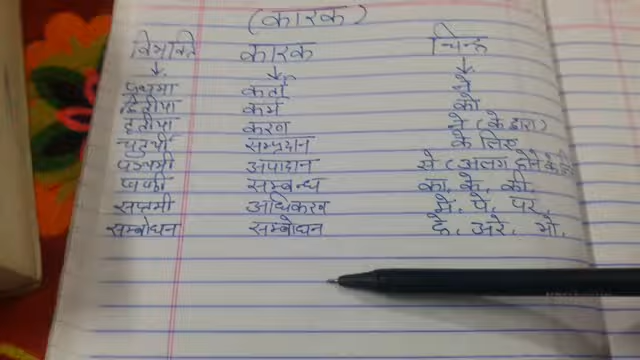 (कारक)
विभक्ति कारक चिन्ह
प्रथमा कर्ता ने
द्वितीया कर्म को
तृतीया करण से (के द्वारा)
चतुर्थी सम्प्रदान के लिए
पञ्चमी अपादान से (अलग होने के
षष्ठी सम्बन्ध का, के, की,
सप्तमी अधिकरण में, पे, पर,
सम्बोधन सम्बोधन हे, अरे, भो,